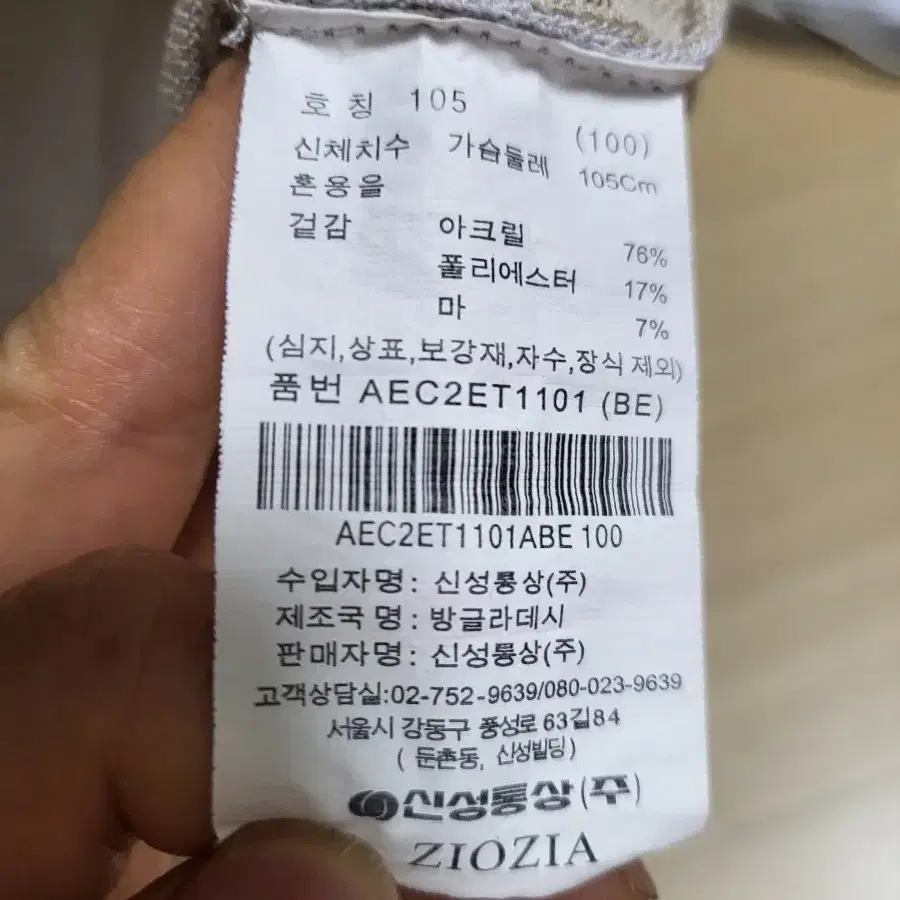 호 칭 105 (100)
신체치수 가슴둘레 105Cm
혼용율
겉감 아크릴 76%
폴리에스터 17%
마 7%
(심지,상표,보강재,자수,장식 제외)
품번 AEC2ET1101 (BE)
AEC2ET1101ABE 100
수입자명 : 신성통상(주)
제조국 명 : 방글라데시
판매자명 : 신성통상(주)
고객상담실:02-752-9639/080-023-9639
서울시 강동구 풍성로 63길84
( 둔촌동, 신성빌딩)
신성통상(주)
ZIOZIA